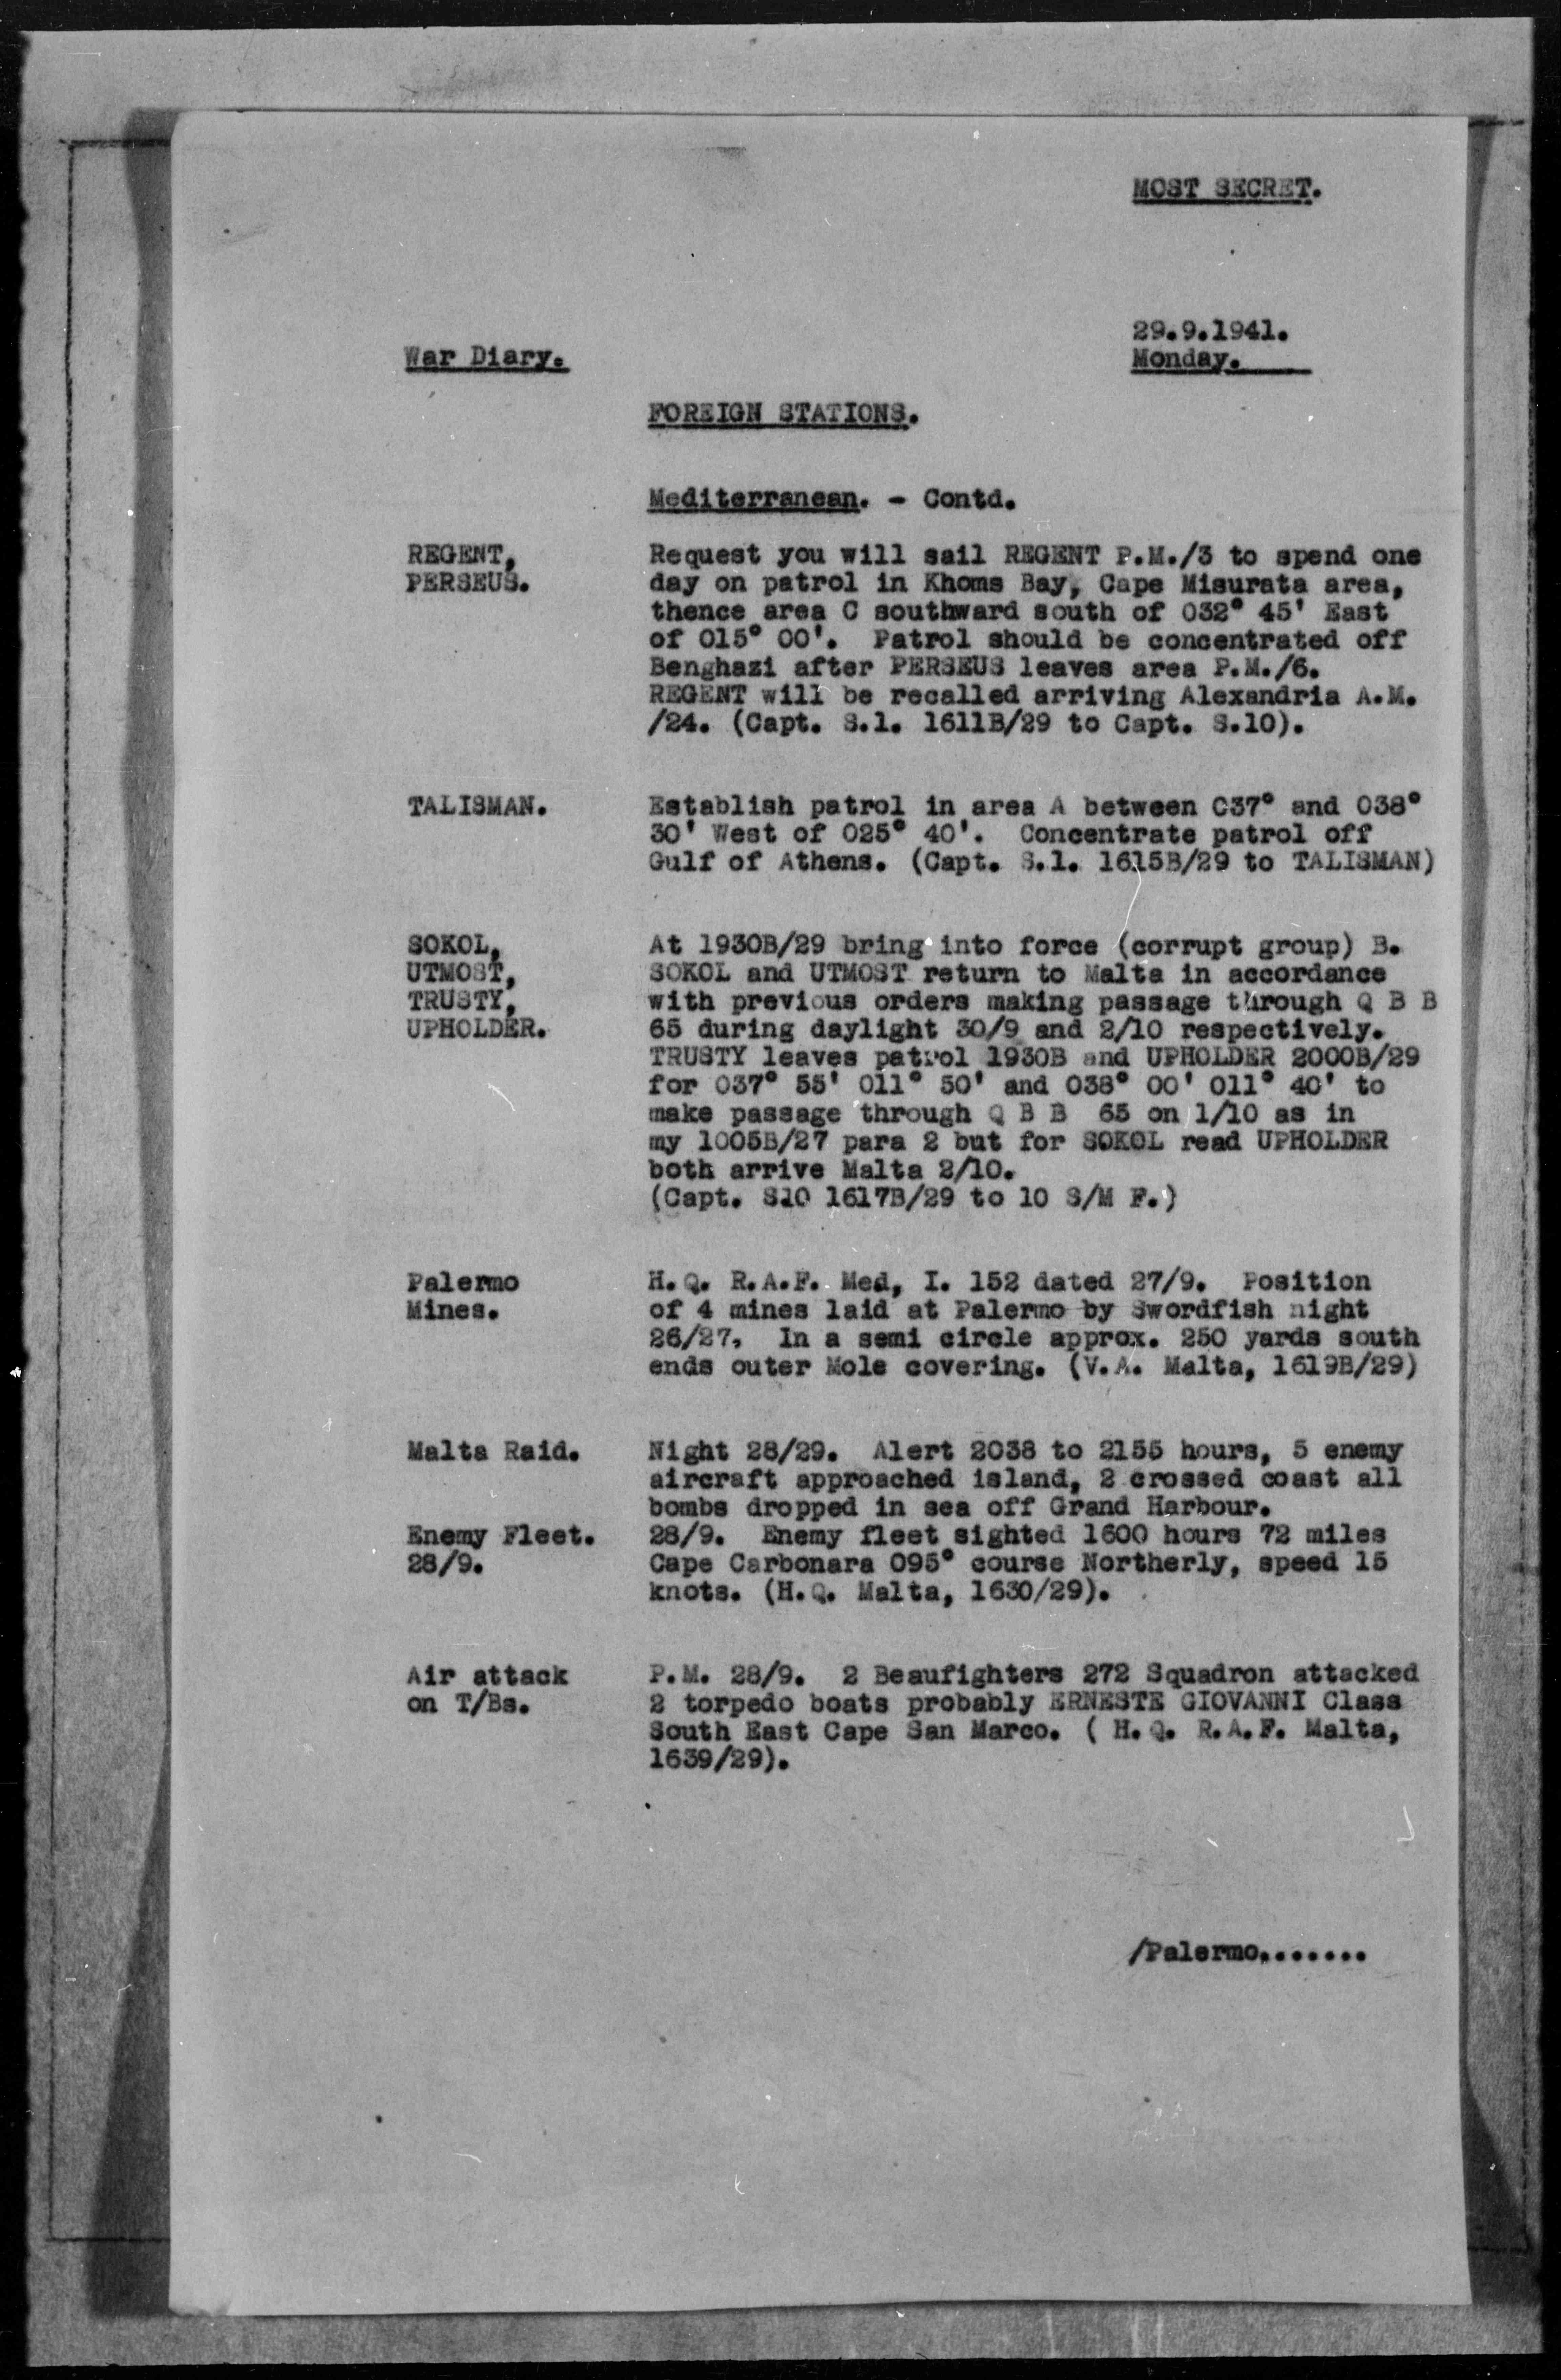 MOST SECRET.
29.9.1941.
War Diary.
Monday.
FOREIGN STATIONS.
Mediterranean. - Contd.
REGENT,
PERSEUS.
Request you will sail REGENT P.M./3 to spend one
day on patrol in Khoms Bay, Cape Misurata area,
thence area C southward south of 032° 45' East
of 015° 00'. Patrol should be concentrated off
Benghazi after PERSEUS leaves area P.M./6.
REGENT will be recalled arriving Alexandria A.M.
/24. (Capt. S.1. 1611B/29 to Capt. S.10).
TALISMAN.
Establish patrol in area A between 037° and 038°
30' West of 025° 40'. Concentrate patrol off
Gulf of Athens. (Capt. S.1. 1615B/29 to TALISMAN)
SOKOL,
UTMOST,
TRUSTY,
UPHOLDER.
At 1930B/29 bring into force (corrupt group) B.
SOKOL and UTMOST return to Malta in accordance
with previous orders making passage through Q B B
65 during daylight 30/9 and 2/10 respectively.
TRUSTY leaves patrol 1930B and UPHOLDER 2000B/29
for 037° 55' 011° 50' and 038° 00' 011° 40' to
make passage through Q B B 65 on 1/10 as in
my 1005B/27 para 2 but for SOKOL read UPHOLDER
both arrive Malta 2/10.
(Capt. S10 1617B/29 to 10 S/M F.)
Palermo
Mines.
H.Q. R.A.F. Med, I. 152 dated 27/9. Position
of 4 mines laid at Palermo by Swordfish night
26/27, In a semi circle approx. 250 yards south
ends outer Mole covering. (V.A. Malta, 1619B/29)
Malta Raid.
Night 28/29. Alert 2038 to 2155 hours, 5 enemy
aircraft approached island, 2 crossed coast all
bombs dropped in sea off Grand Harbour.
Enemy Fleet.
28/9.
28/9. Enemy fleet sighted 1600 hours 72 miles
Cape Carbonara 095° course Northerly, speed 15
knots. (H.Q. Malta, 1630/29).
Air attack
on T/Bs.
P.M. 28/9. 2 Beaufighters 272 Squadron attacked
2 torpedo boats probably ERNESTE GIOVANNI Class
South East Cape San Marco. ( H.Q. R.A.F. Malta,
1639/29).
/Palermo.......